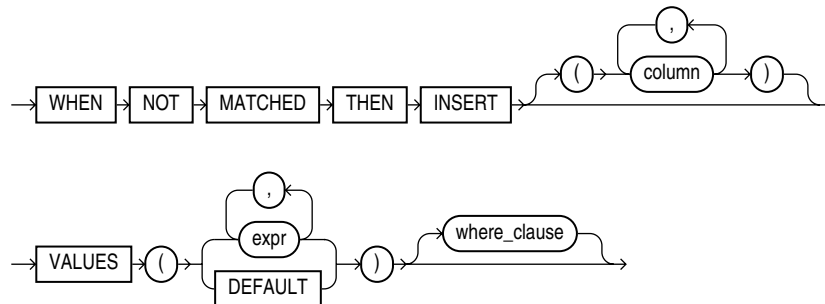 ,
WHEN NOT MATCHED THEN INSERT ( column )
,
VALUES ( expr ) where_clause
DEFAULT